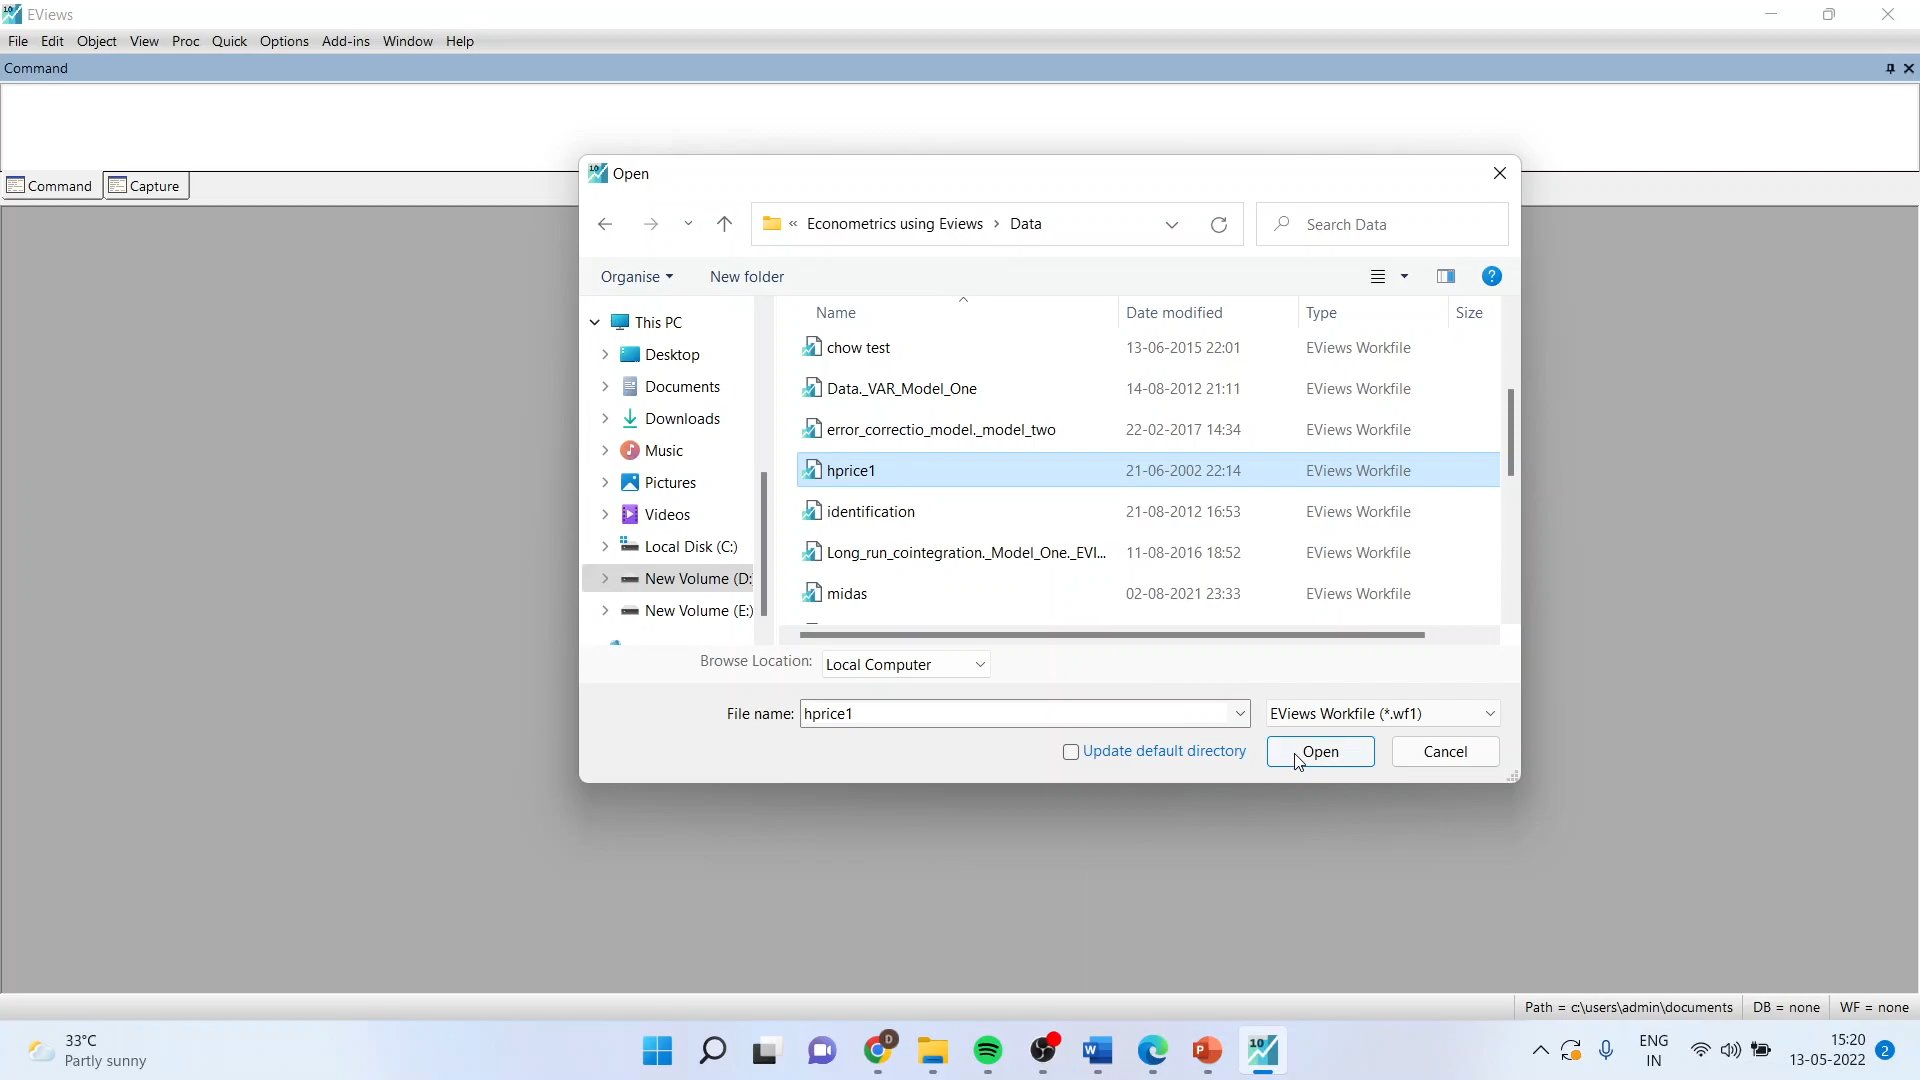 EViews
File Edit Object View Proc Quick Options Add-ins Window Help
Command
Command Capture
Open
« Econometrics using Eviews > Data
Search Data
Organise New folder
This PC
Desktop
Documents
Downloads
Music
Pictures
Videos
Local Disk (C:)
New Volume (D:
New Volume (E:)
Name Date modified Type Size
chow test 13-06-2015 22:01 EViews Workfile
Data._VAR_Model_One 14-08-2012 21:11 EViews Workfile
error_correctio_model._model_two 22-02-2017 14:34 EViews Workfile
hprice1 21-06-2002 22:14 EViews Workfile
identification 21-08-2012 16:53 EViews Workfile
Long_run_cointegration._Model_One._EVI... 11-08-2016 18:52 EViews Workfile
midas 02-08-2021 23:33 EViews Workfile
Browse Location: Local Computer
File name: hprice1 EViews Workfile (*.wf1)
Update default directory Open Cancel
Path = c:\users\admin\documents DB = none WF = none
33°C
Partly sunny
ENG
IN
15:20
13-05-2022
2